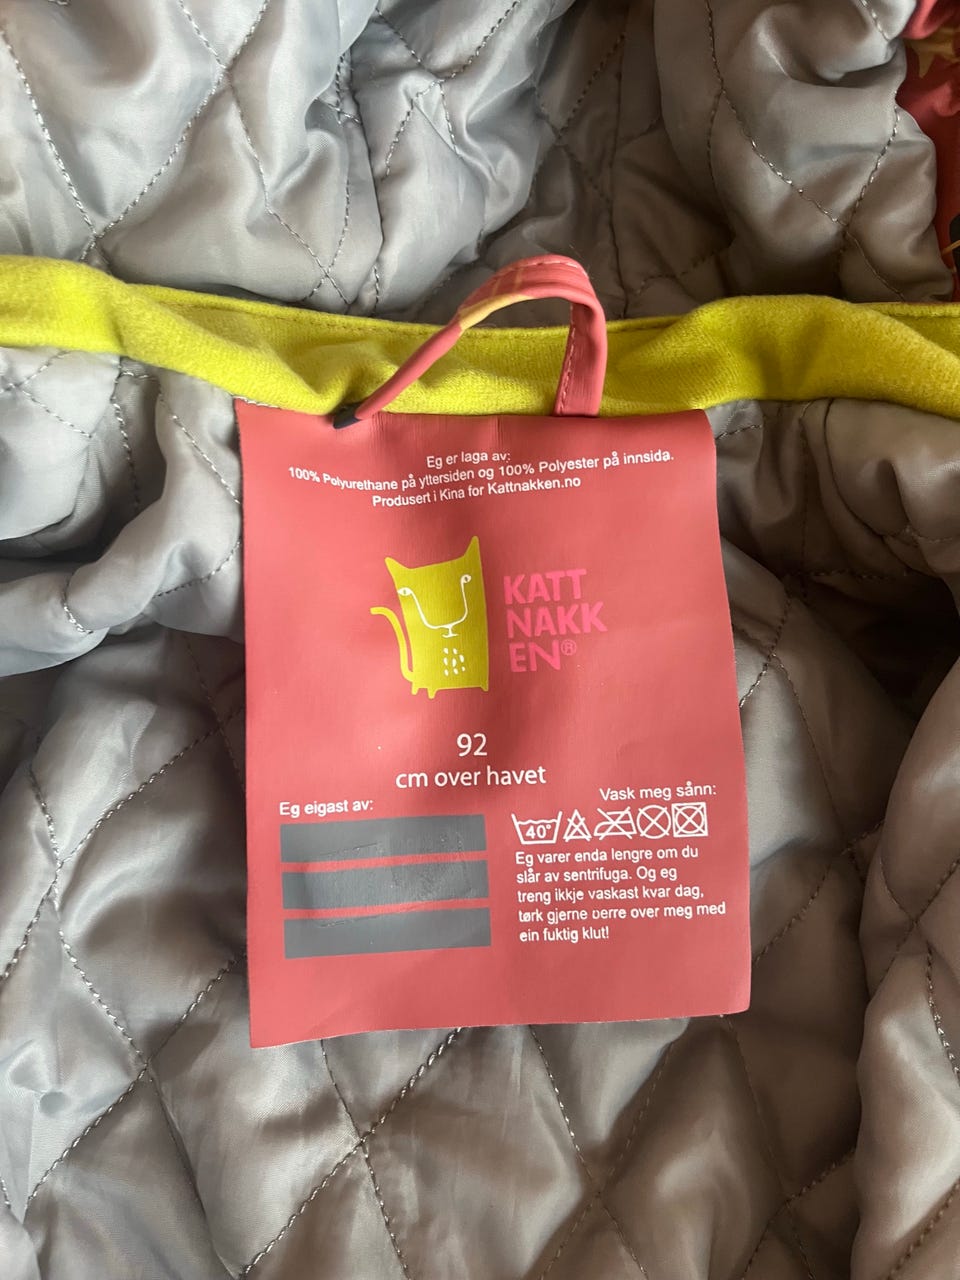 Eg er laga av:
100% Polyurethane på yttersiden og 100% Polyester på innsida.
Produsert i Kina for Kattnakken.no
KATT
NAKK
EN®
92
cm over havet
Eg eigast av:
Vask meg sånn:
40°
Eg varer enda lengre om du
slår av sentrifuga. Og eg
treng ikkje vaskast kvar dag,
tørk gjerne berre over meg med
ein fuktig klut!